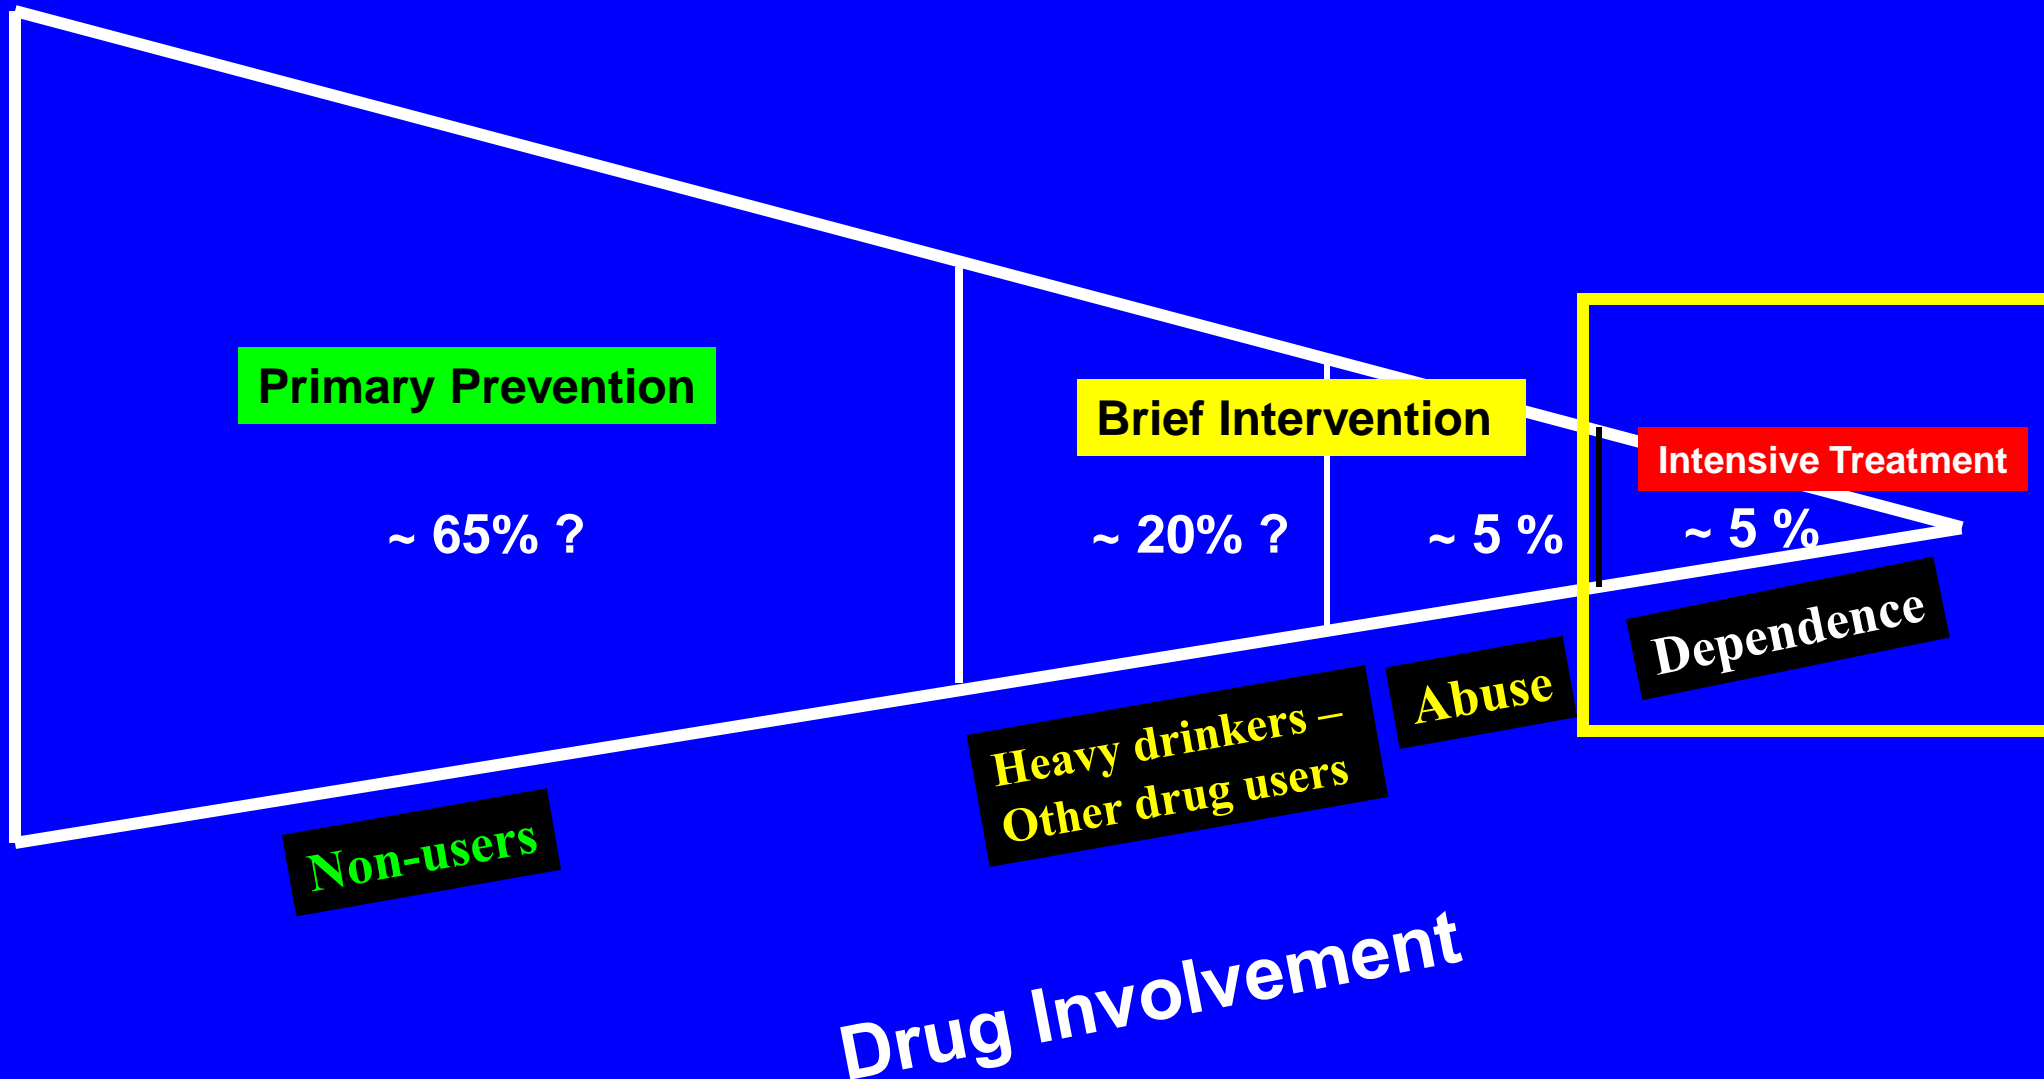 Primary Prevention
Brief Intervention
Intensive Treatment
~ 65% ?
~ 20% ?
~ 5 %
~ 5 %
Dependence
Abuse
Heavy drinkers –
Other drug users
Non-users
Drug Involvement